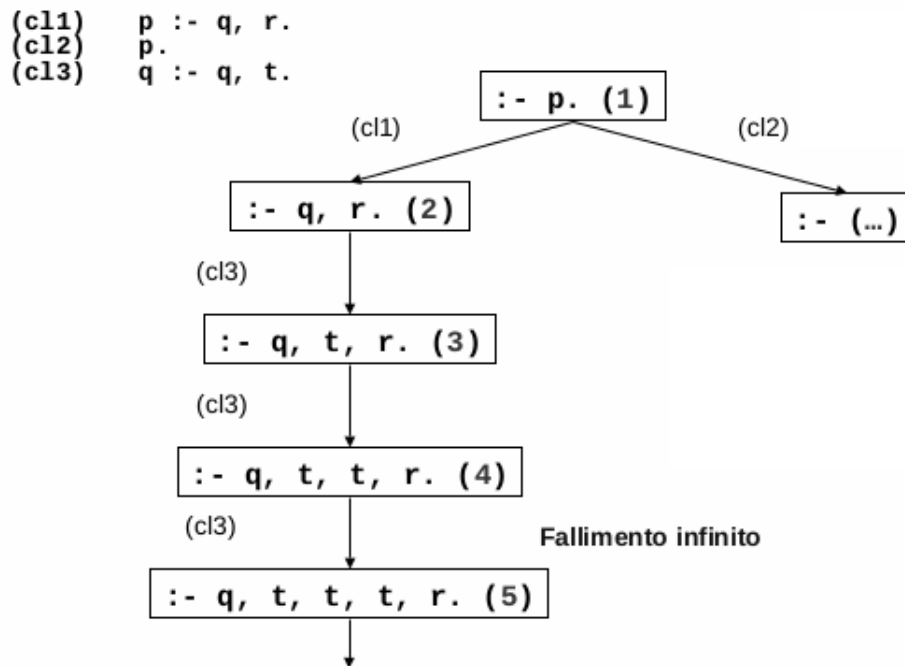 (cl1) p :- q, r.
(cl2) p.
(cl3) q :- q, t.
:- p. (1)
(cl1)
(cl2)
:- q, r. (2)
:- (…)
(cl3)
:- q, t, r. (3)
(cl3)
:- q, t, t, r. (4)
(cl3)
Fallimento infinito
:- q, t, t, t, r. (5)